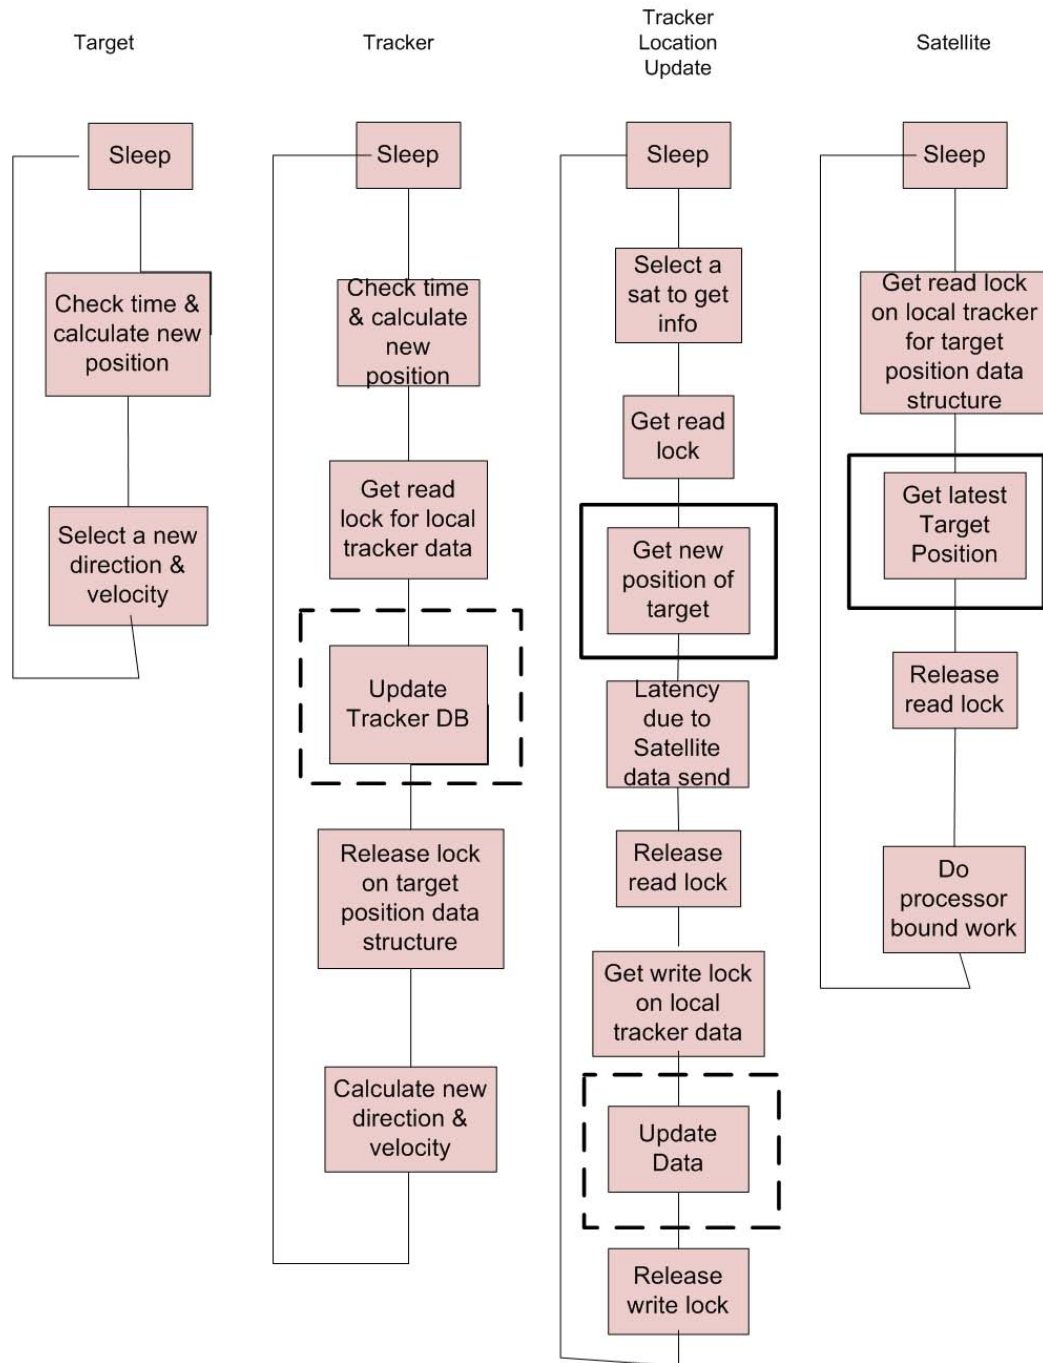 Target
Tracker
Tracker
Location
Update
Satellite
Sleep
Check time &
calculate new
position
Select a new
direction &
velocity
Sleep
Check time
& calculate
new
position
Get read
lock for local
tracker data
Update
Tracker DB
Release lock
on target
position data
structure
Calculate new
direction &
velocity
Sleep
Select a
sat to get
info
Get read
lock
Get new
position of
target
Latency
due to
Satellite
data send
Release
read lock
Get write lock
on local
tracker data
Update
Data
Release
write lock
Sleep
Get read lock
on local tracker
for target
position data
structure
Get latest
Target
Position
Release
read lock
Do
processor
bound work